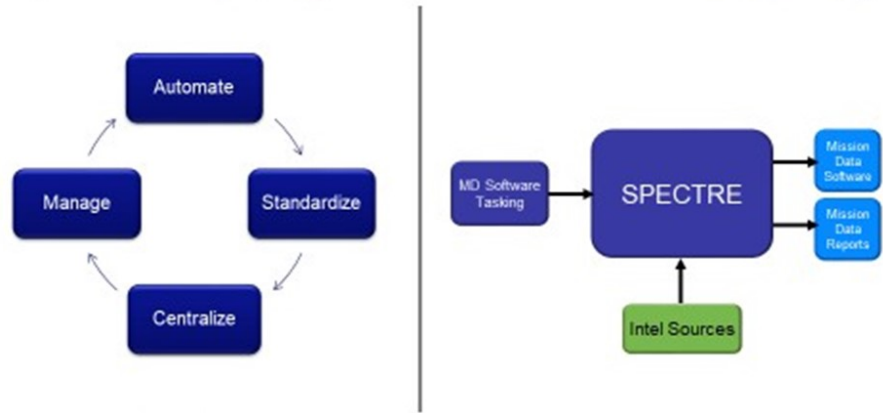 Automate
Manage
Standardize
Centralize
MD Software
Tasking
SPECTRE
Mission
Data
Software
Mission
Data
Reports
Intel Sources